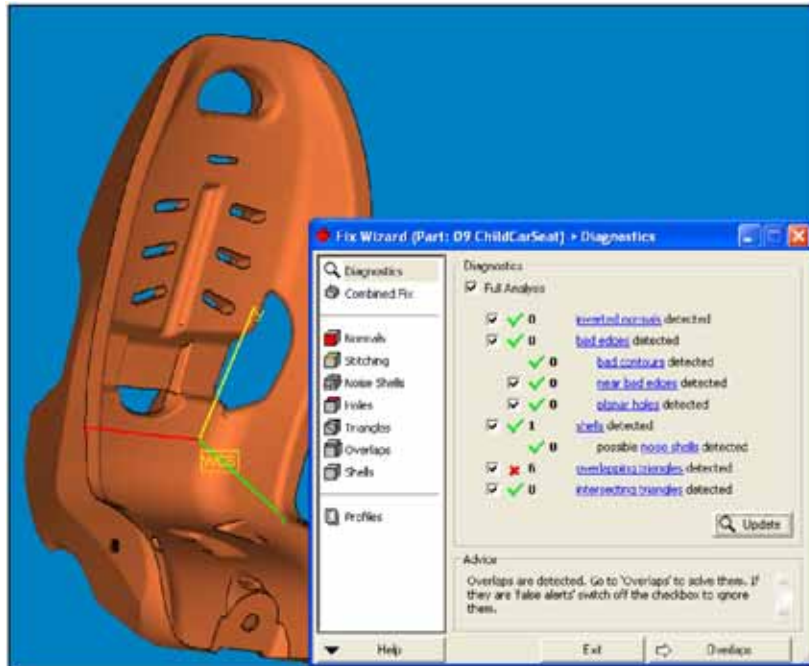 Fix Wizard (Part: 09 ChildCarSeat) ▸ Diagnostics
Diagnostics
Combined Fix
Normals
Stitching
Noise Shells
Holes
Triangles
Overlaps
Shells
Profiles
Diagnostics
Full Analysis
0 inverted normals detected
0 bad edges detected
0 bad contours detected
0 near bad edges detected
0 planar holes detected
1 shells detected
0 possible noise shells detected
6 overlapping triangles detected
0 intersecting triangles detected
Update
Advice
Overlaps are detected. Go to 'Overlaps' to solve them. If
they are 'false alerts' switch off the checkbox to ignore
them.
Help
Exit
Overlaps
WCS